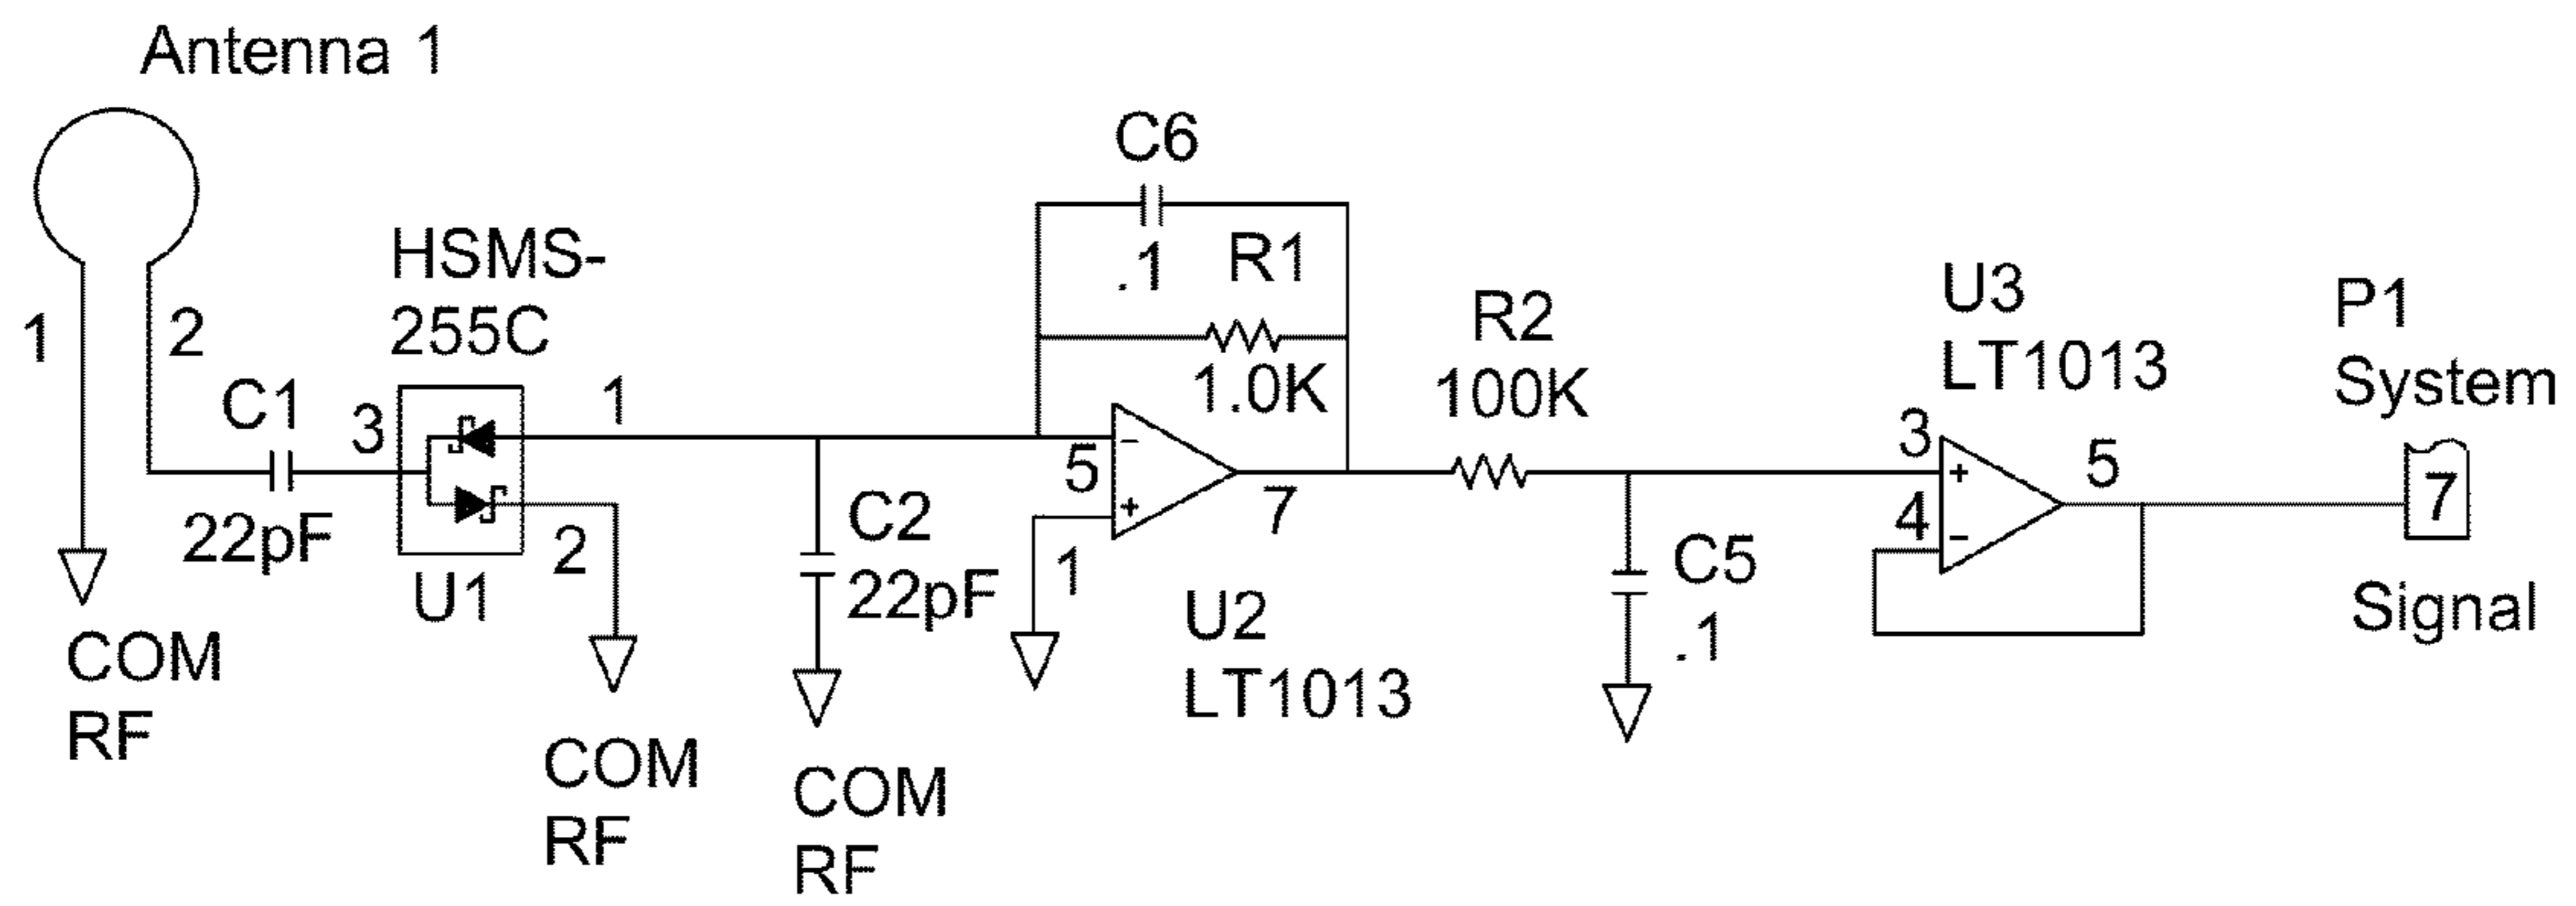 Antenna 1
1
2
COM
RF
C1
22pF
HSMS-
255C
3
1
2
U1
COM
RF
C2
22pF
COM
RF
C6
.1
R1
1.0K
-
+
5
1
7
U2
LT1013
R2
100K
C5
.1
U3
LT1013
3
4
+
-
5
P1
System
7
Signal